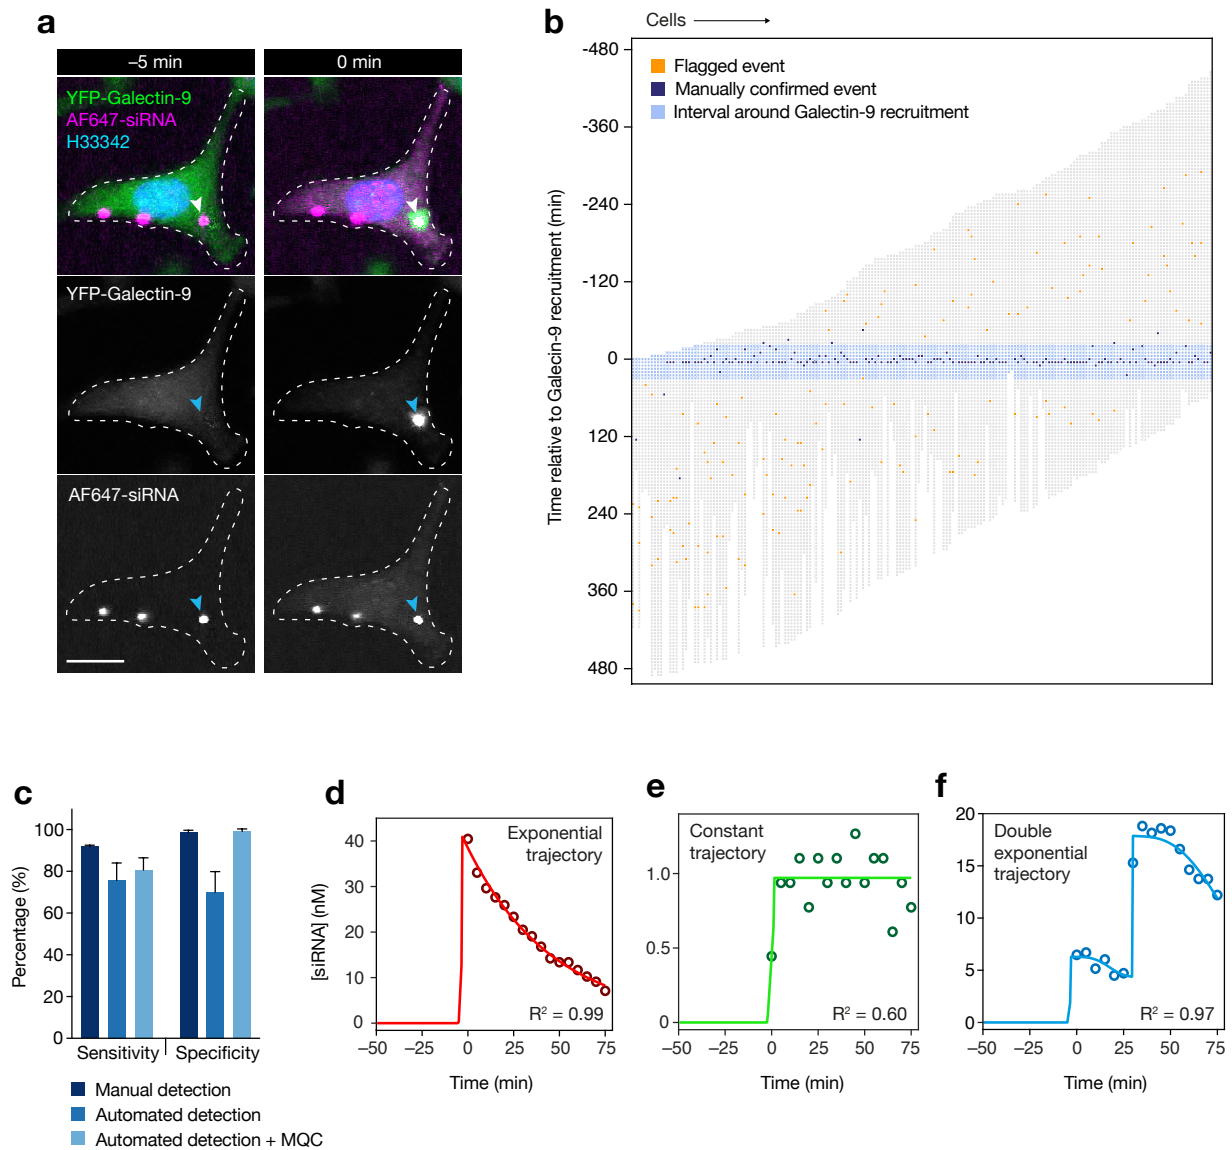 a
–5 min
0 min
YFP-Galectin-9
AF647-siRNA
H33342
YFP-Galectin-9
AF647-siRNA
b
Cells
Flagged event
Manually confirmed event
Interval around Galectin-9 recruitment
Time relative to Galecin-9 recruitment (min)
-480
-360
-240
-120
0
120
240
360
480
c
Percentage (%)
100
80
60
40
20
0
Sensitivity
Specificity
Manual detection
Automated detection
Automated detection + MQC
d
[siRNA] (nM)
40
30
20
10
0
Exponential
trajectory
R² = 0.99
–50
–25
0
25
50
75
Time (min)
e
1.0
0.5
0
Constant
trajectory
R² = 0.60
–50
–25
0
25
50
75
Time (min)
f
20
15
10
5
0
Double
exponential
trajectory
R² = 0.97
–50
–25
0
25
50
75
Time (min)